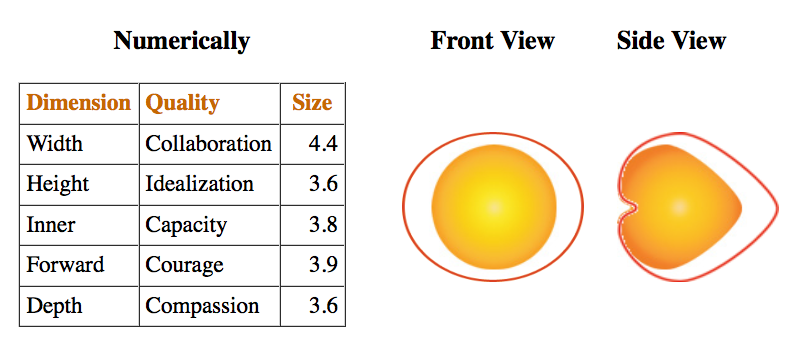 Numerically Front View Side View
Dimension Quality Size
Width Collaboration 4.4
Height Idealization 3.6
Inner Capacity 3.8
Forward Courage 3.9
Depth Compassion 3.6